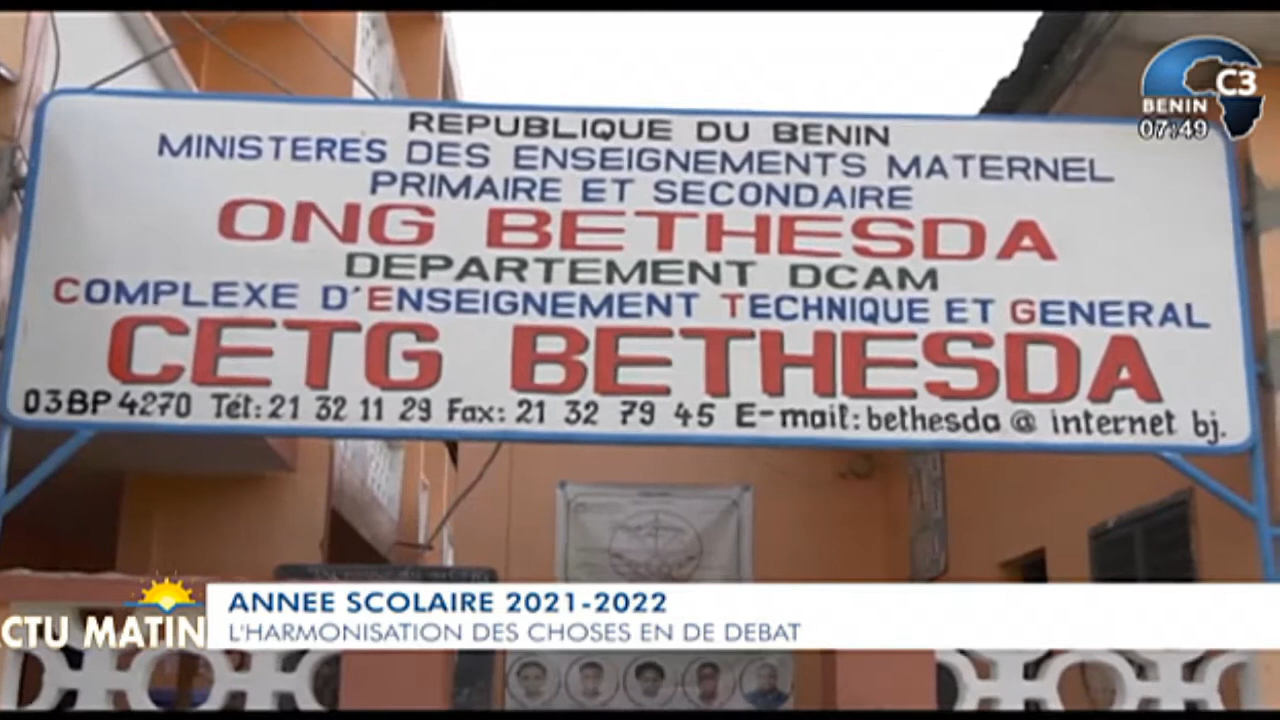 C3
BENIN
07:49
REPUBLIQUE DU BENIN
MINISTERES DES ENSEIGNEMENTS MATERNEL
PRIMAIRE ET SECONDAIRE
ONG BETHESDA
DEPARTEMENT DCAM
COMPLEXE D'ENSEIGNEMENT TECHNIQUE ET GENERAL
CETG BETHESDA
03BP 4270 Tél: 21 32 11 29 Fax: 21 32 79 45 E-mail: bethesda @ internet bj.
CTU MATIN
ANNEE SCOLAIRE 2021-2022
L'HARMONISATION DES CHOSES EN DE DEBAT